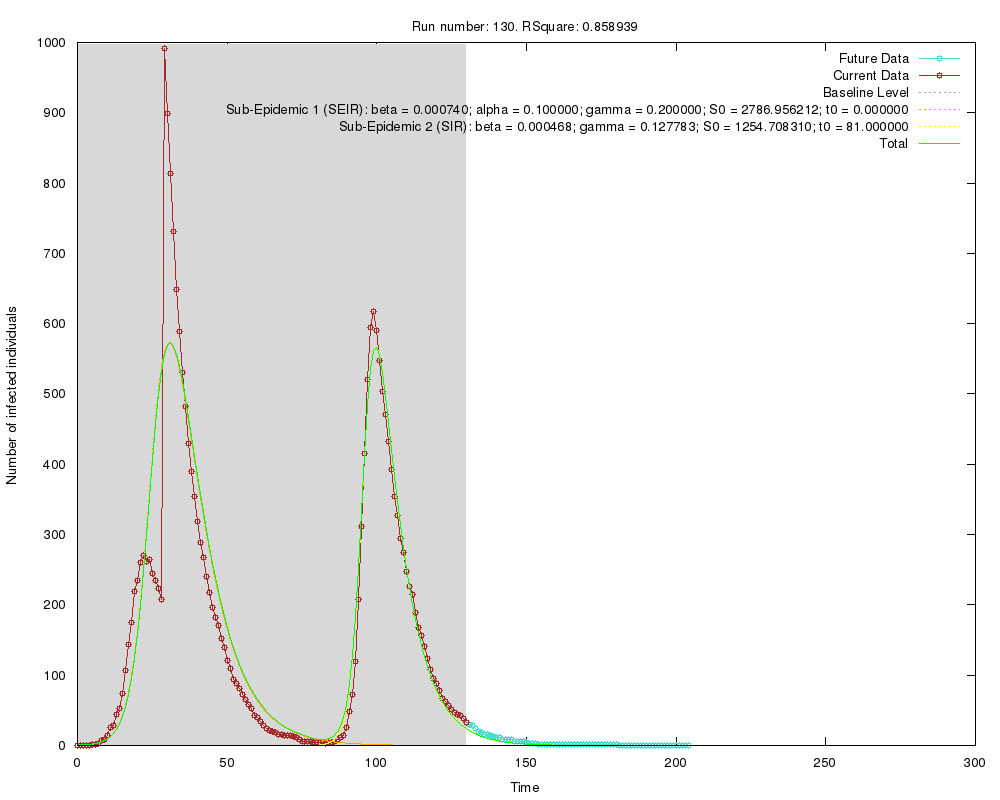 Run number: 130. RSquare: 0.858939
Future Data
Current Data
Baseline Level
Sub-Epidemic 1 (SEIR): beta = 0.000740; alpha = 0.100000; gamma = 0.200000; S0 = 2786.956212; t0 = 0.000000
Sub-Epidemic 2 (SIR): beta = 0.000468; gamma = 0.127783; S0 = 1254.708310; t0 = 81.000000
Total
1000
900
800
700
600
500
400
300
200
100
0
Number of infected individuals
0 50 100 150 200 250 300
Time